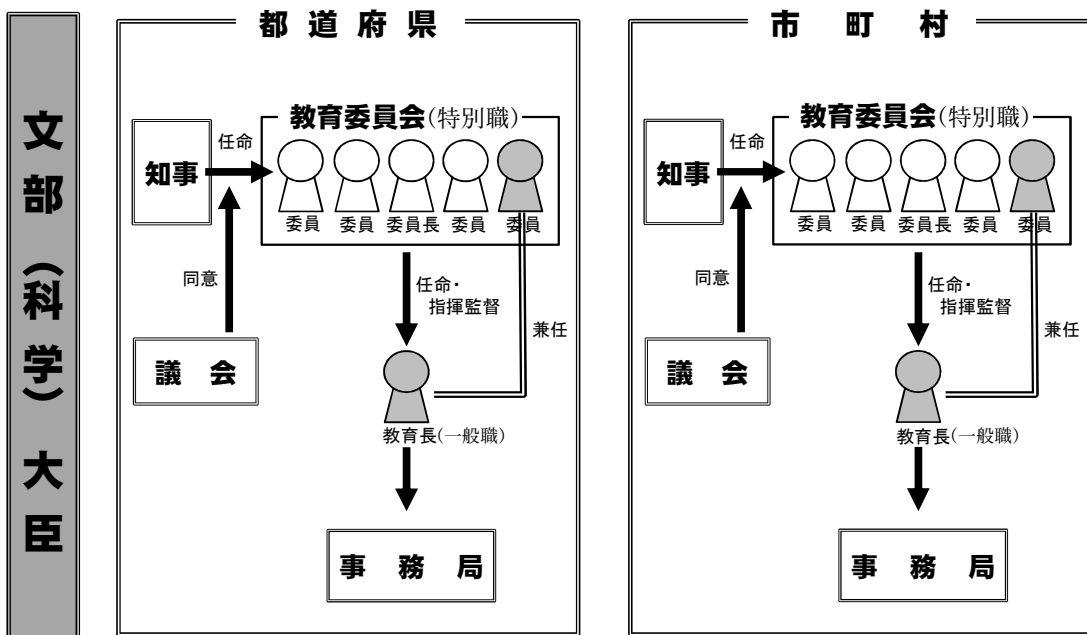 文部(科学)大臣
都道府県
教育委員会(特別職)
知事
任命
委員
委員
委員長
委員
委員
同意
任命・
指揮監督
兼任
議会
教育長(一般職)
事務局
市町村
教育委員会(特別職)
知事
任命
委員
委員
委員長
委員
委員
同意
任命・
指揮監督
兼任
議会
教育長(一般職)
事務局